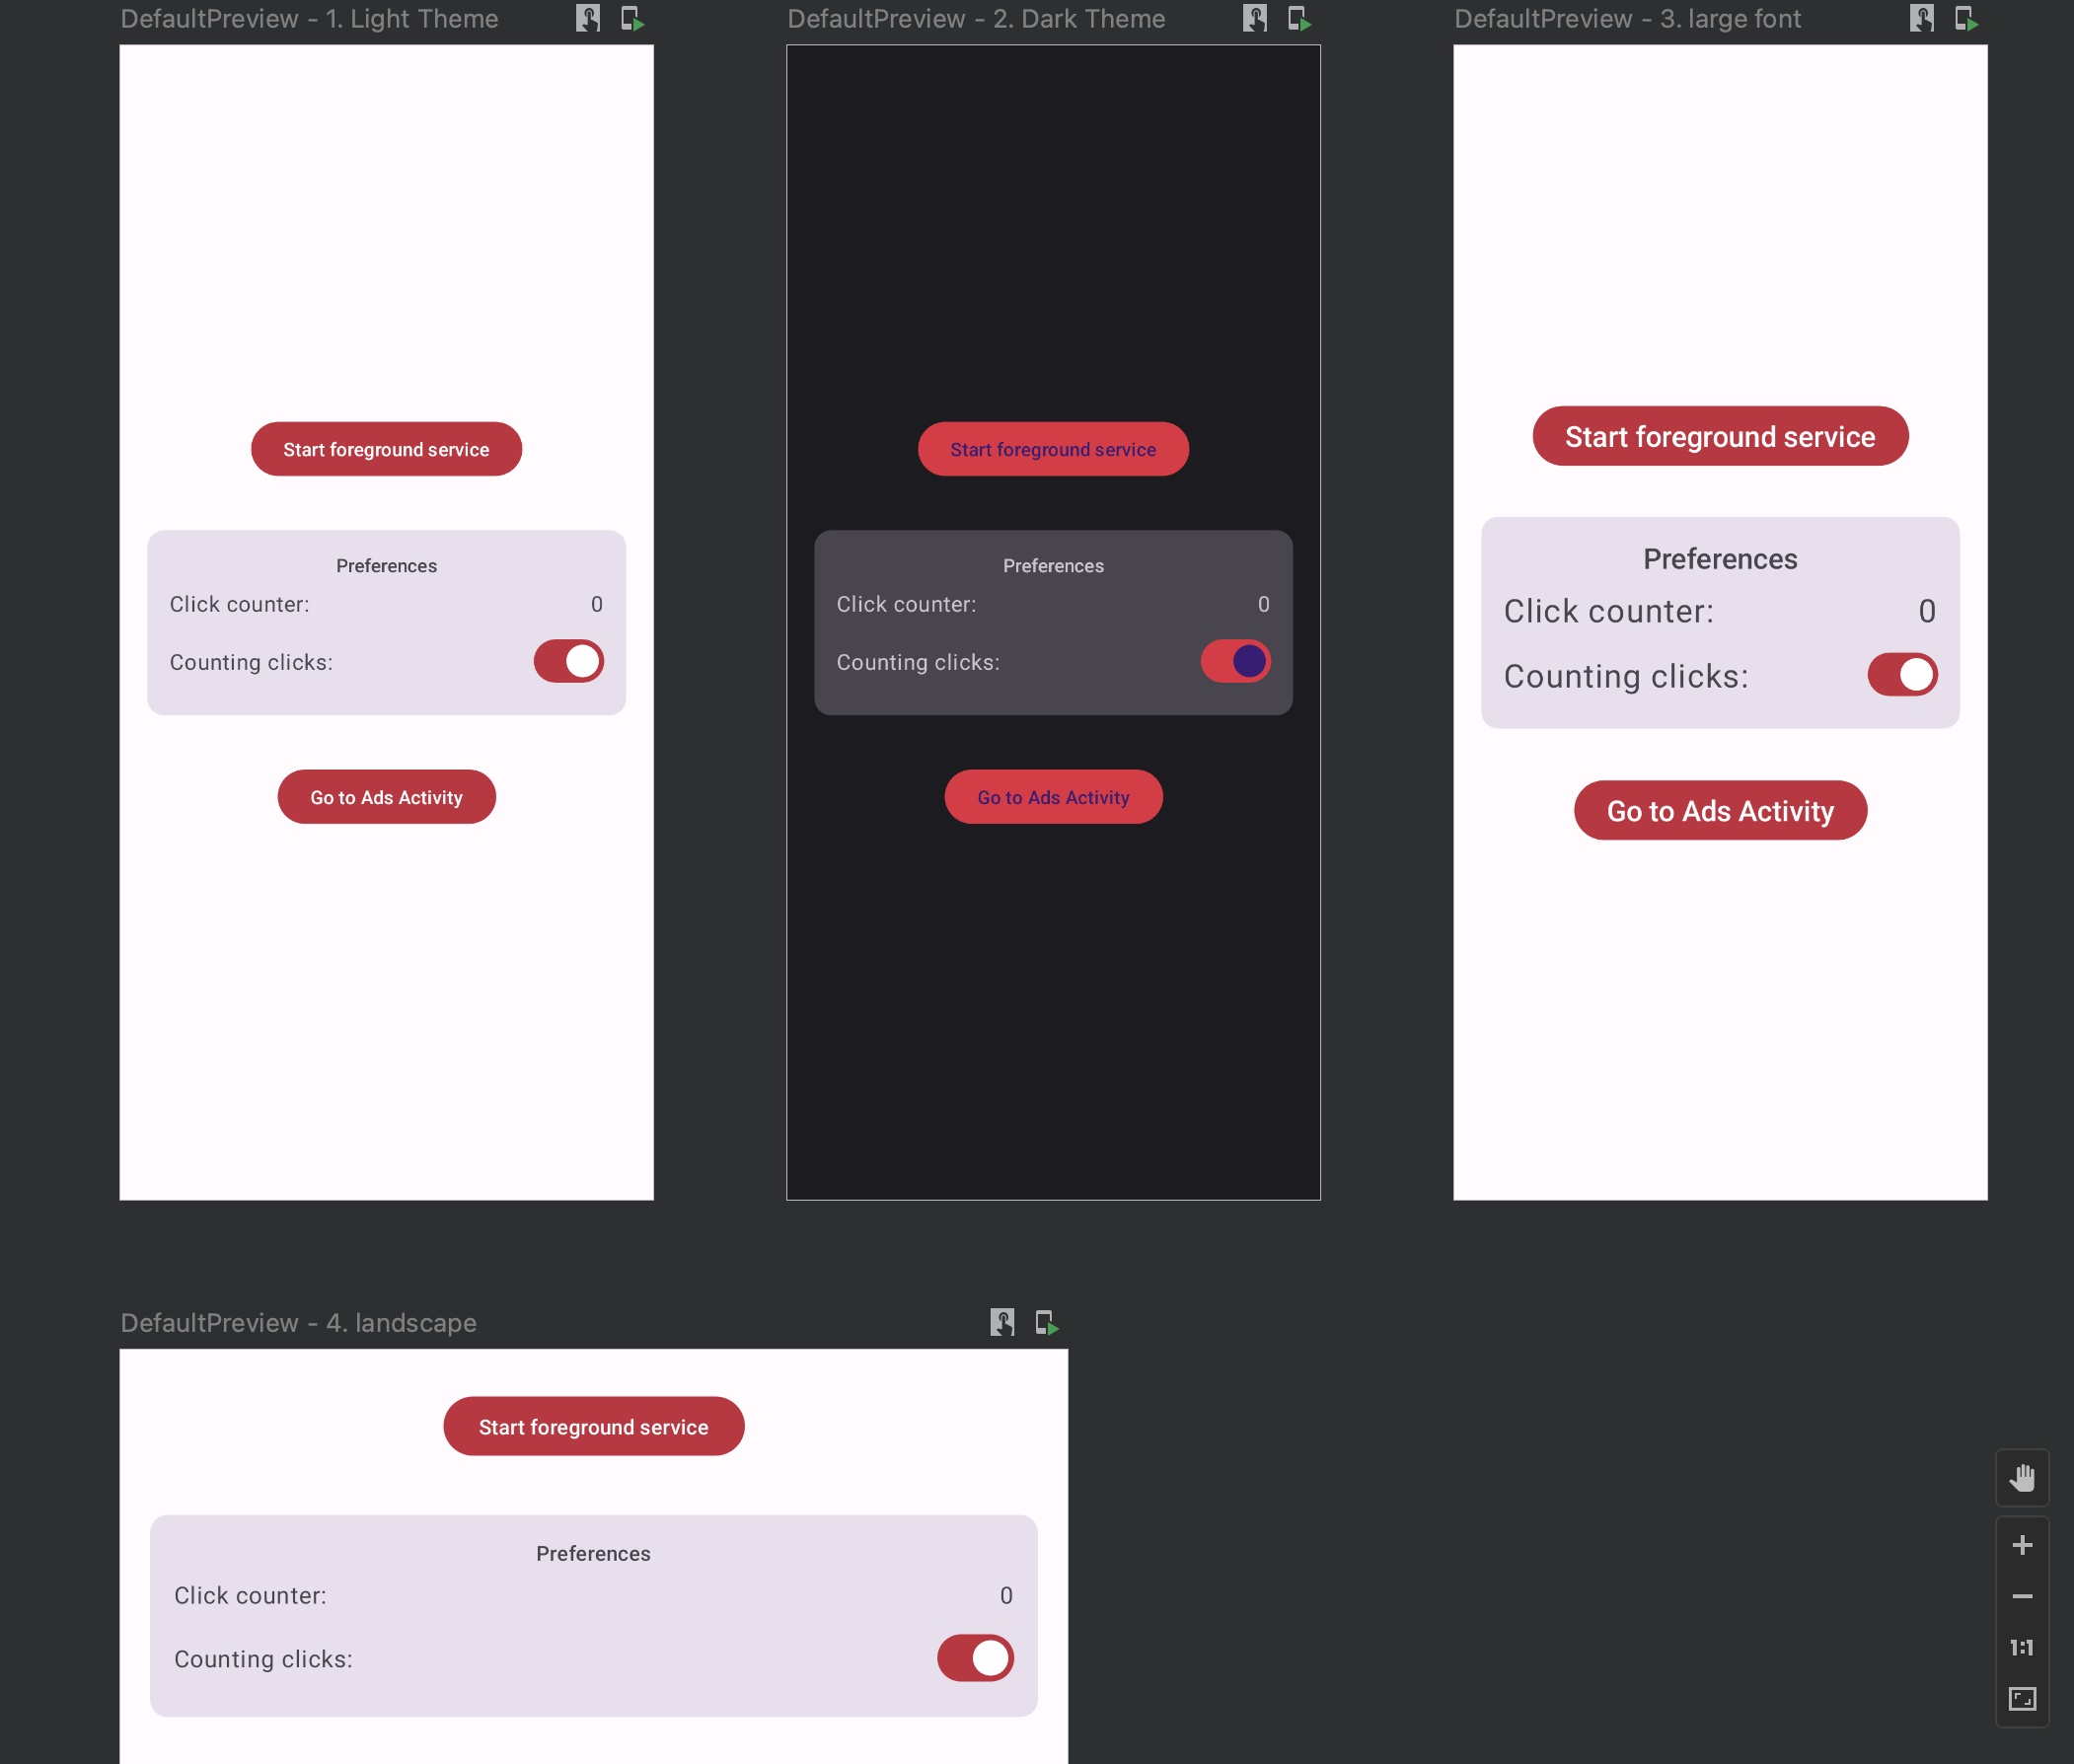 DefaultPreview - 1. Light Theme
Start foreground service
Preferences
Click counter: 0
Counting clicks:
Go to Ads Activity
DefaultPreview - 2. Dark Theme
Start foreground service
Preferences
Click counter: 0
Counting clicks:
Go to Ads Activity
DefaultPreview - 3. large font
Start foreground service
Preferences
Click counter: 0
Counting clicks:
Go to Ads Activity
DefaultPreview - 4. landscape
Start foreground service
Preferences
Click counter: 0
Counting clicks:
1:1